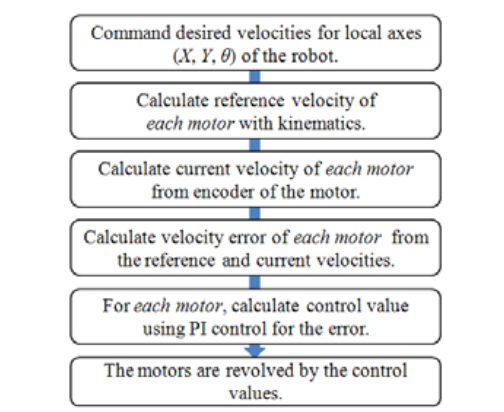 Command desired velocities for local axes
(X, Y, θ) of the robot.
Calculate reference velocity of
each motor with kinematics.
Calculate current velocity of each motor
from encoder of the motor.
Calculate velocity error of each motor from
the reference and current velocities.
For each motor, calculate control value
using PI control for the error.
The motors are revolved by the control
values.